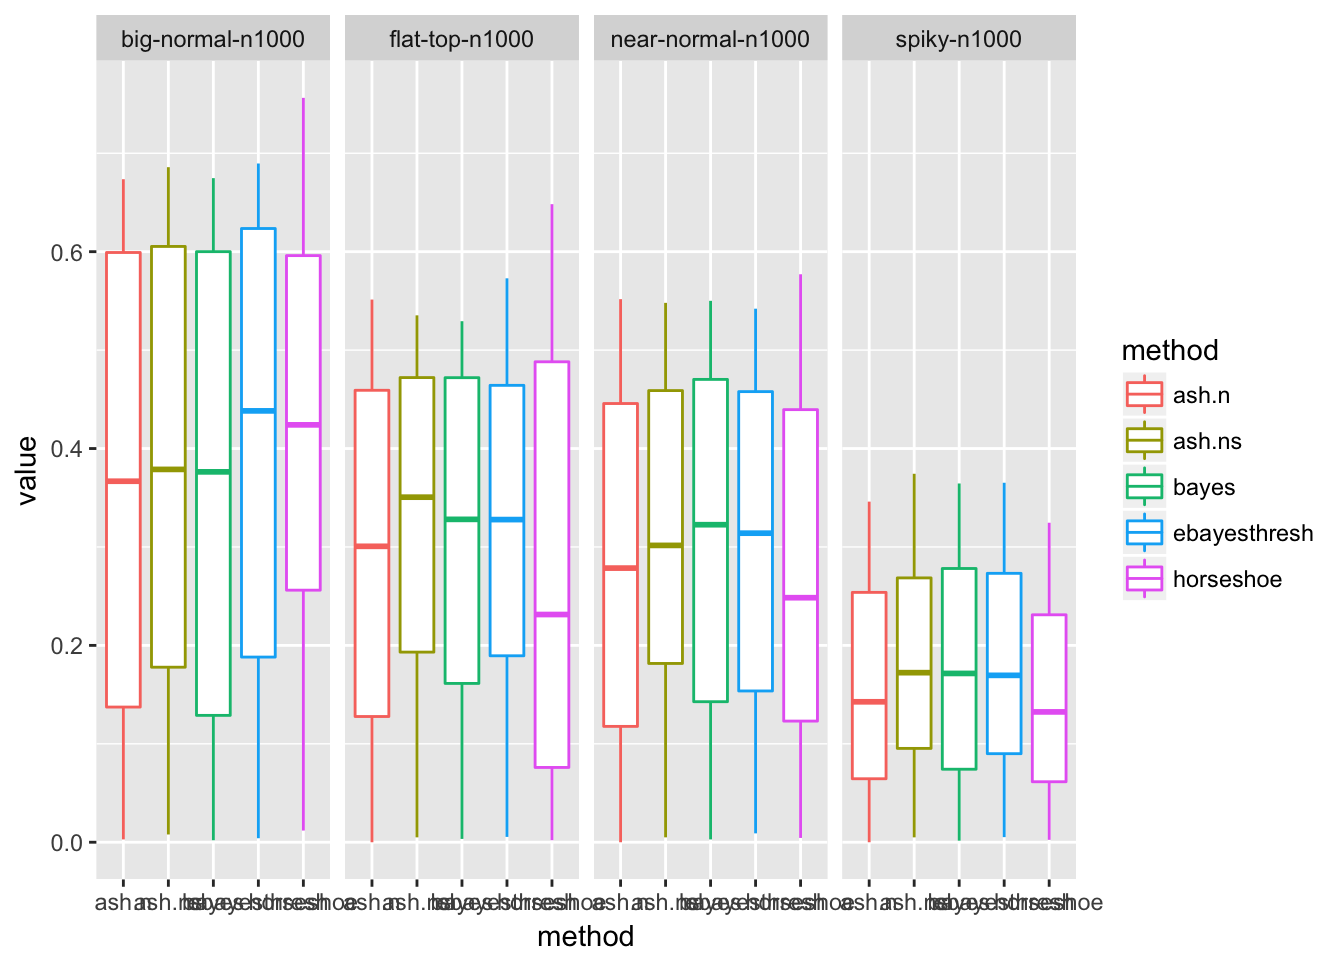 big-normal-n1000
flat-top-n1000
near-normal-n1000
spiky-n1000
value
0.6
0.4
0.2
0.0
method
method
ash.n
ash.ns
bayes
ebayesthresh
horseshoe